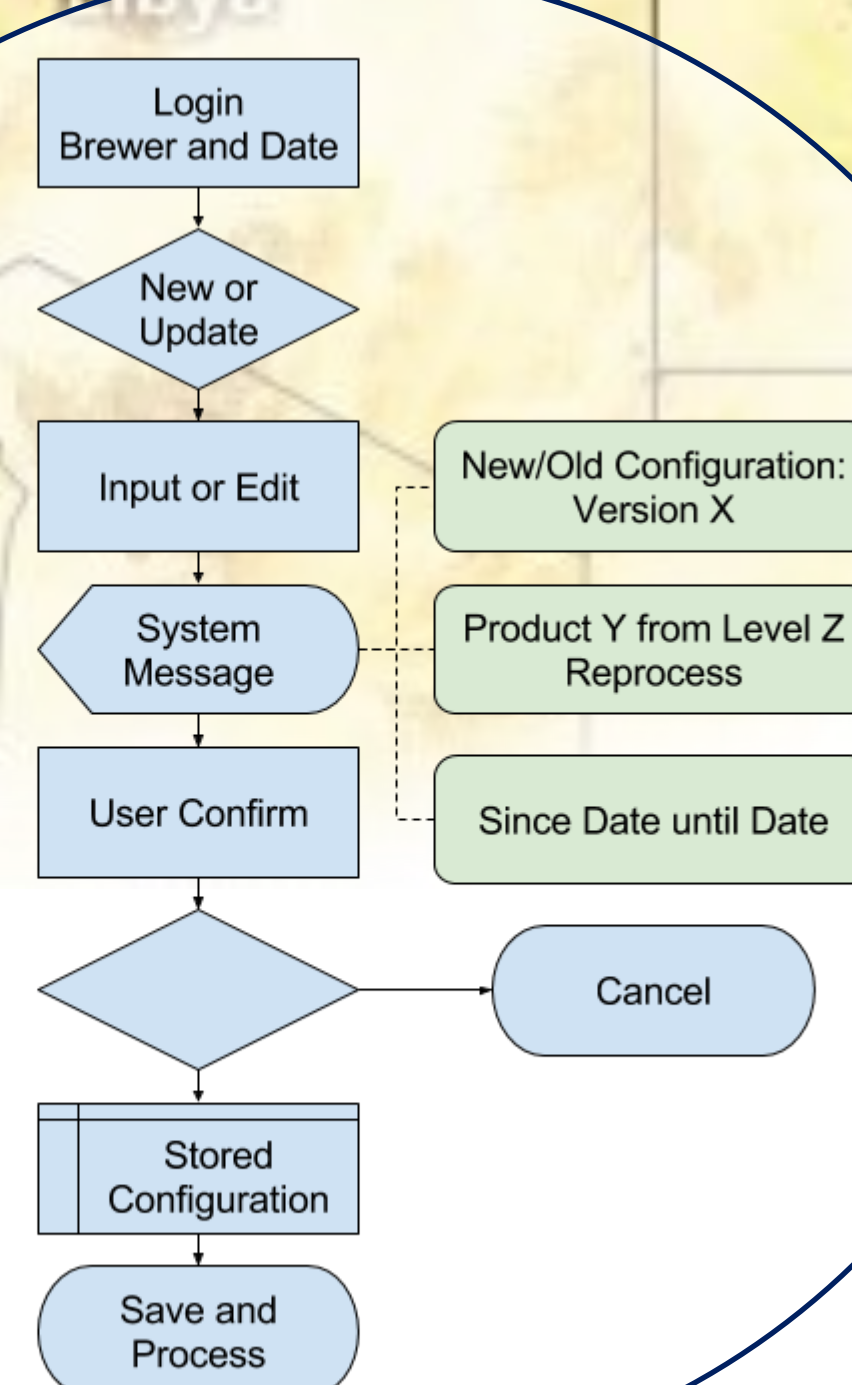 Login
Brewer and Date
New or
Update
Input or Edit
New/Old Configuration:
Version X
System
Message
Product Y from Level Z
Reprocess
User Confirm
Since Date until Date
Cancel
Stored
Configuration
Save and
Process